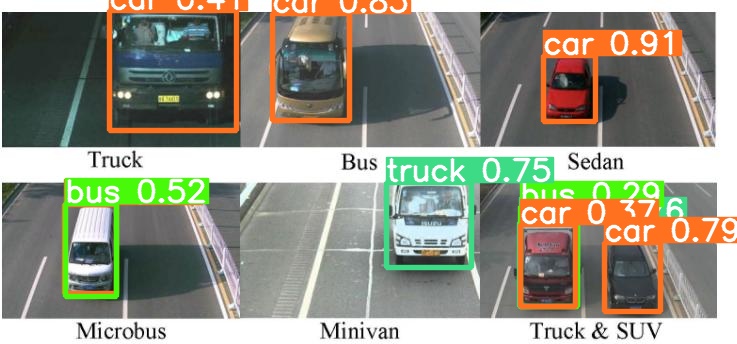 car 0.41
car 0.85
car 0.91
Truck
Bus
Sedan
bus 0.52
truck 0.75
bus 0.29
car 0.37
car 0.79
ISUZU
Microbus
Minivan
Truck & SUV